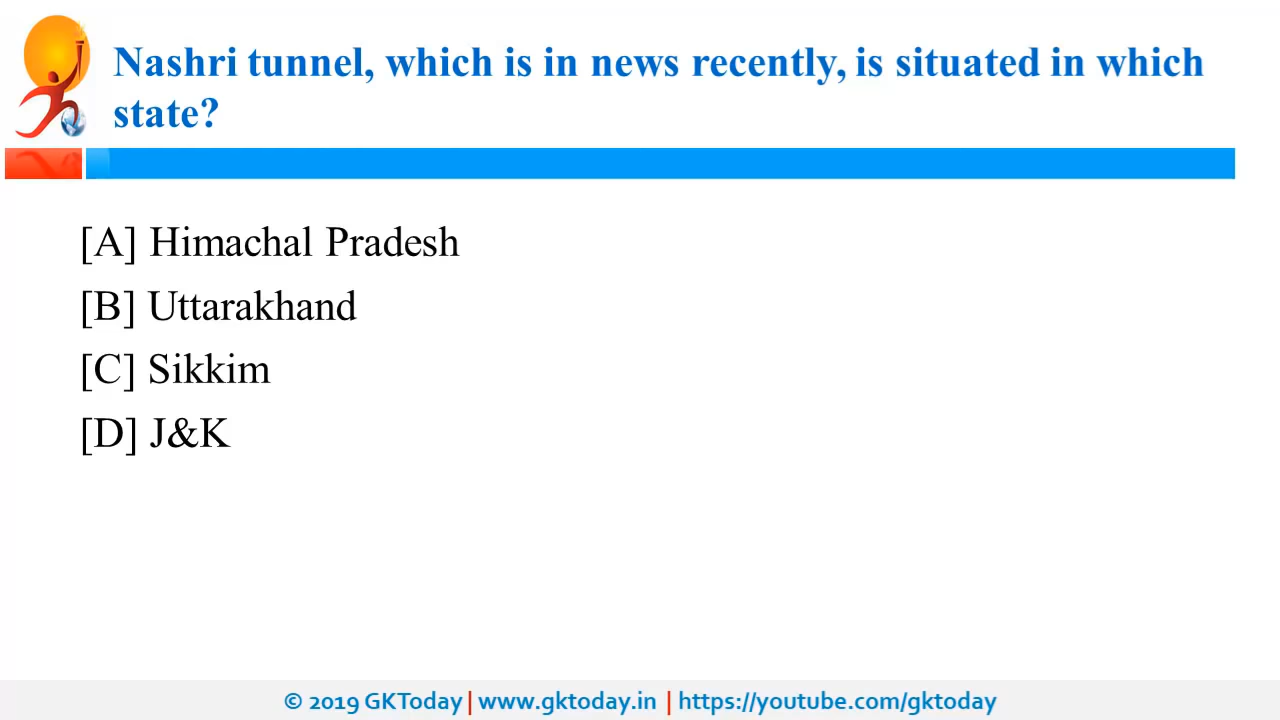 Nashri tunnel, which is in news recently, is situated in which
state?
[A] Himachal Pradesh
[B] Uttarakhand
[C] Sikkim
[D] J&K
© 2019 GKToday | www.gktoday.in | https://youtube.com/gktoday